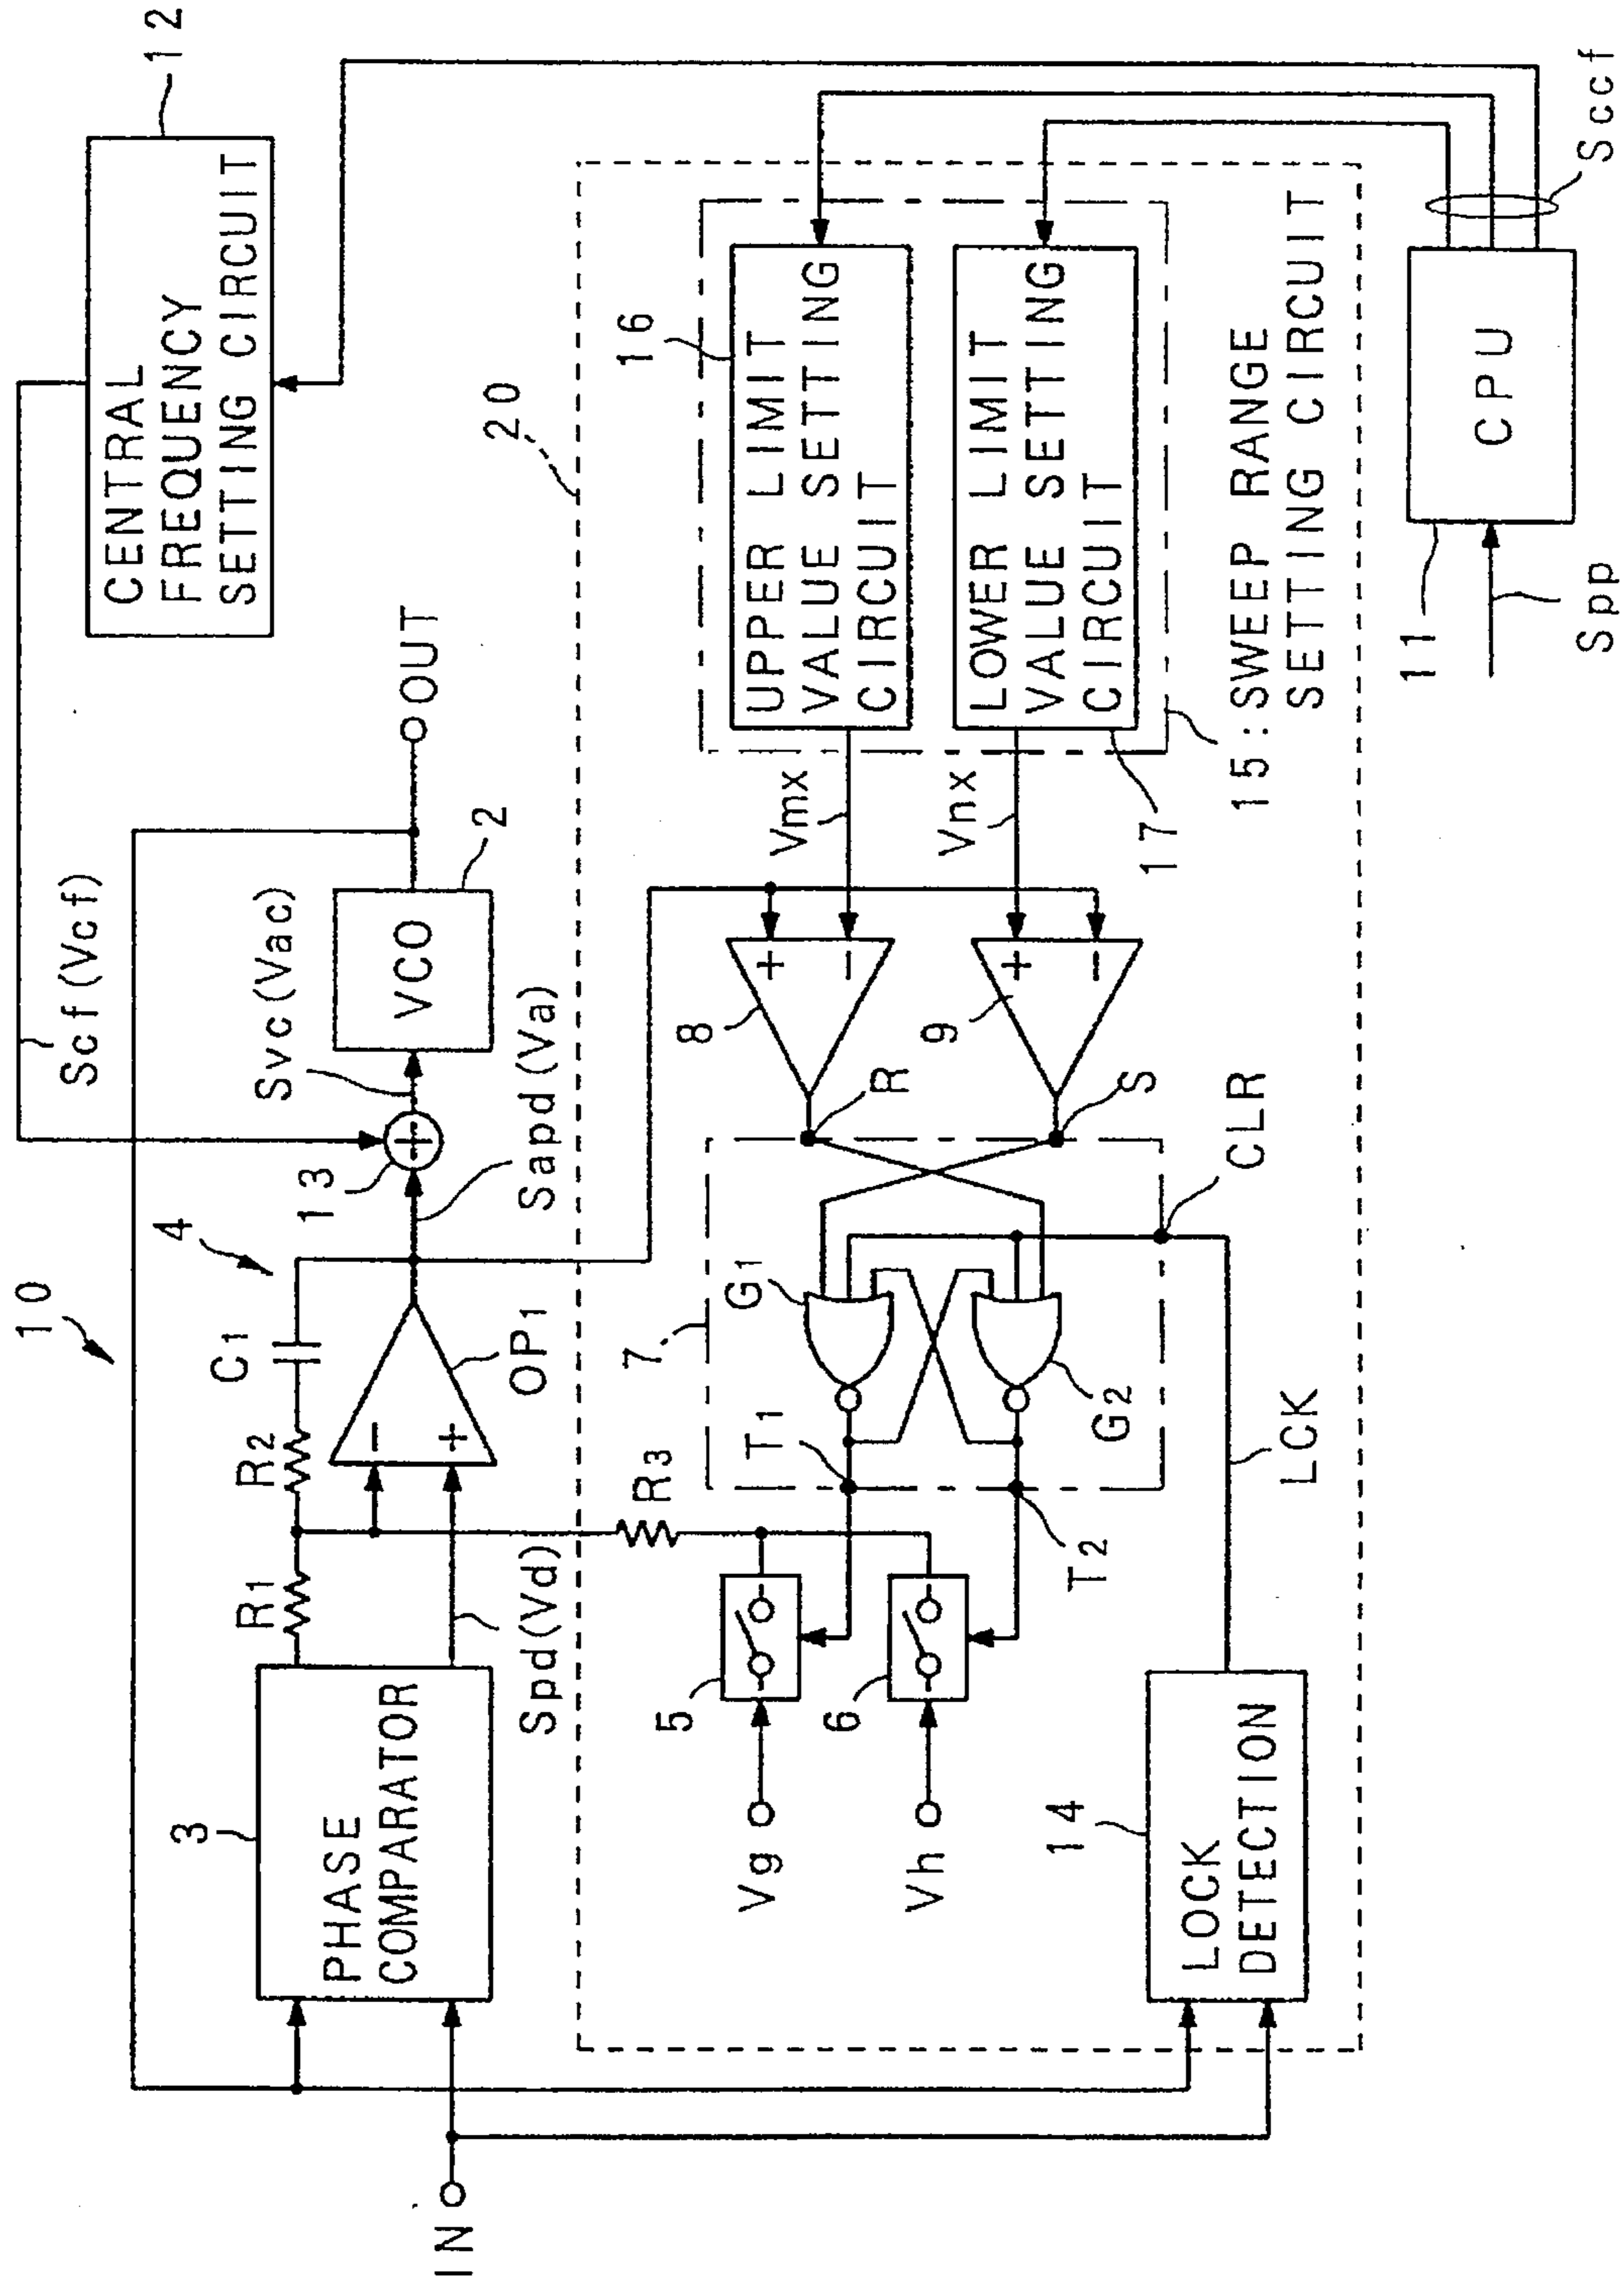 10
Scf(Vcf)
12
CENTRAL
FREQUENCY
SETTING CIRCUIT
3
PHASE
COMPARATOR
IN
R1
R2
C1
4
OP1
Spd(Vd)
13
Svc(Vac)
Sapd(Va)
VCO
2
OUT
20
R3
5
6
Vg
Vh
7
T1
T2
G1
G2
R
S
CLR
8
9
+
−
+
−
+
−
+
Vmx
Vnx
16
UPPER LIMIT
VALUE SETTING
CIRCUIT
LOWER LIMIT
VALUE SETTING
CIRCUIT
17
15:SWEEP RANGE
SETTING CIRCUIT
14
LOCK
DETECTION
LCK
11
CPU
Spp
Sccf